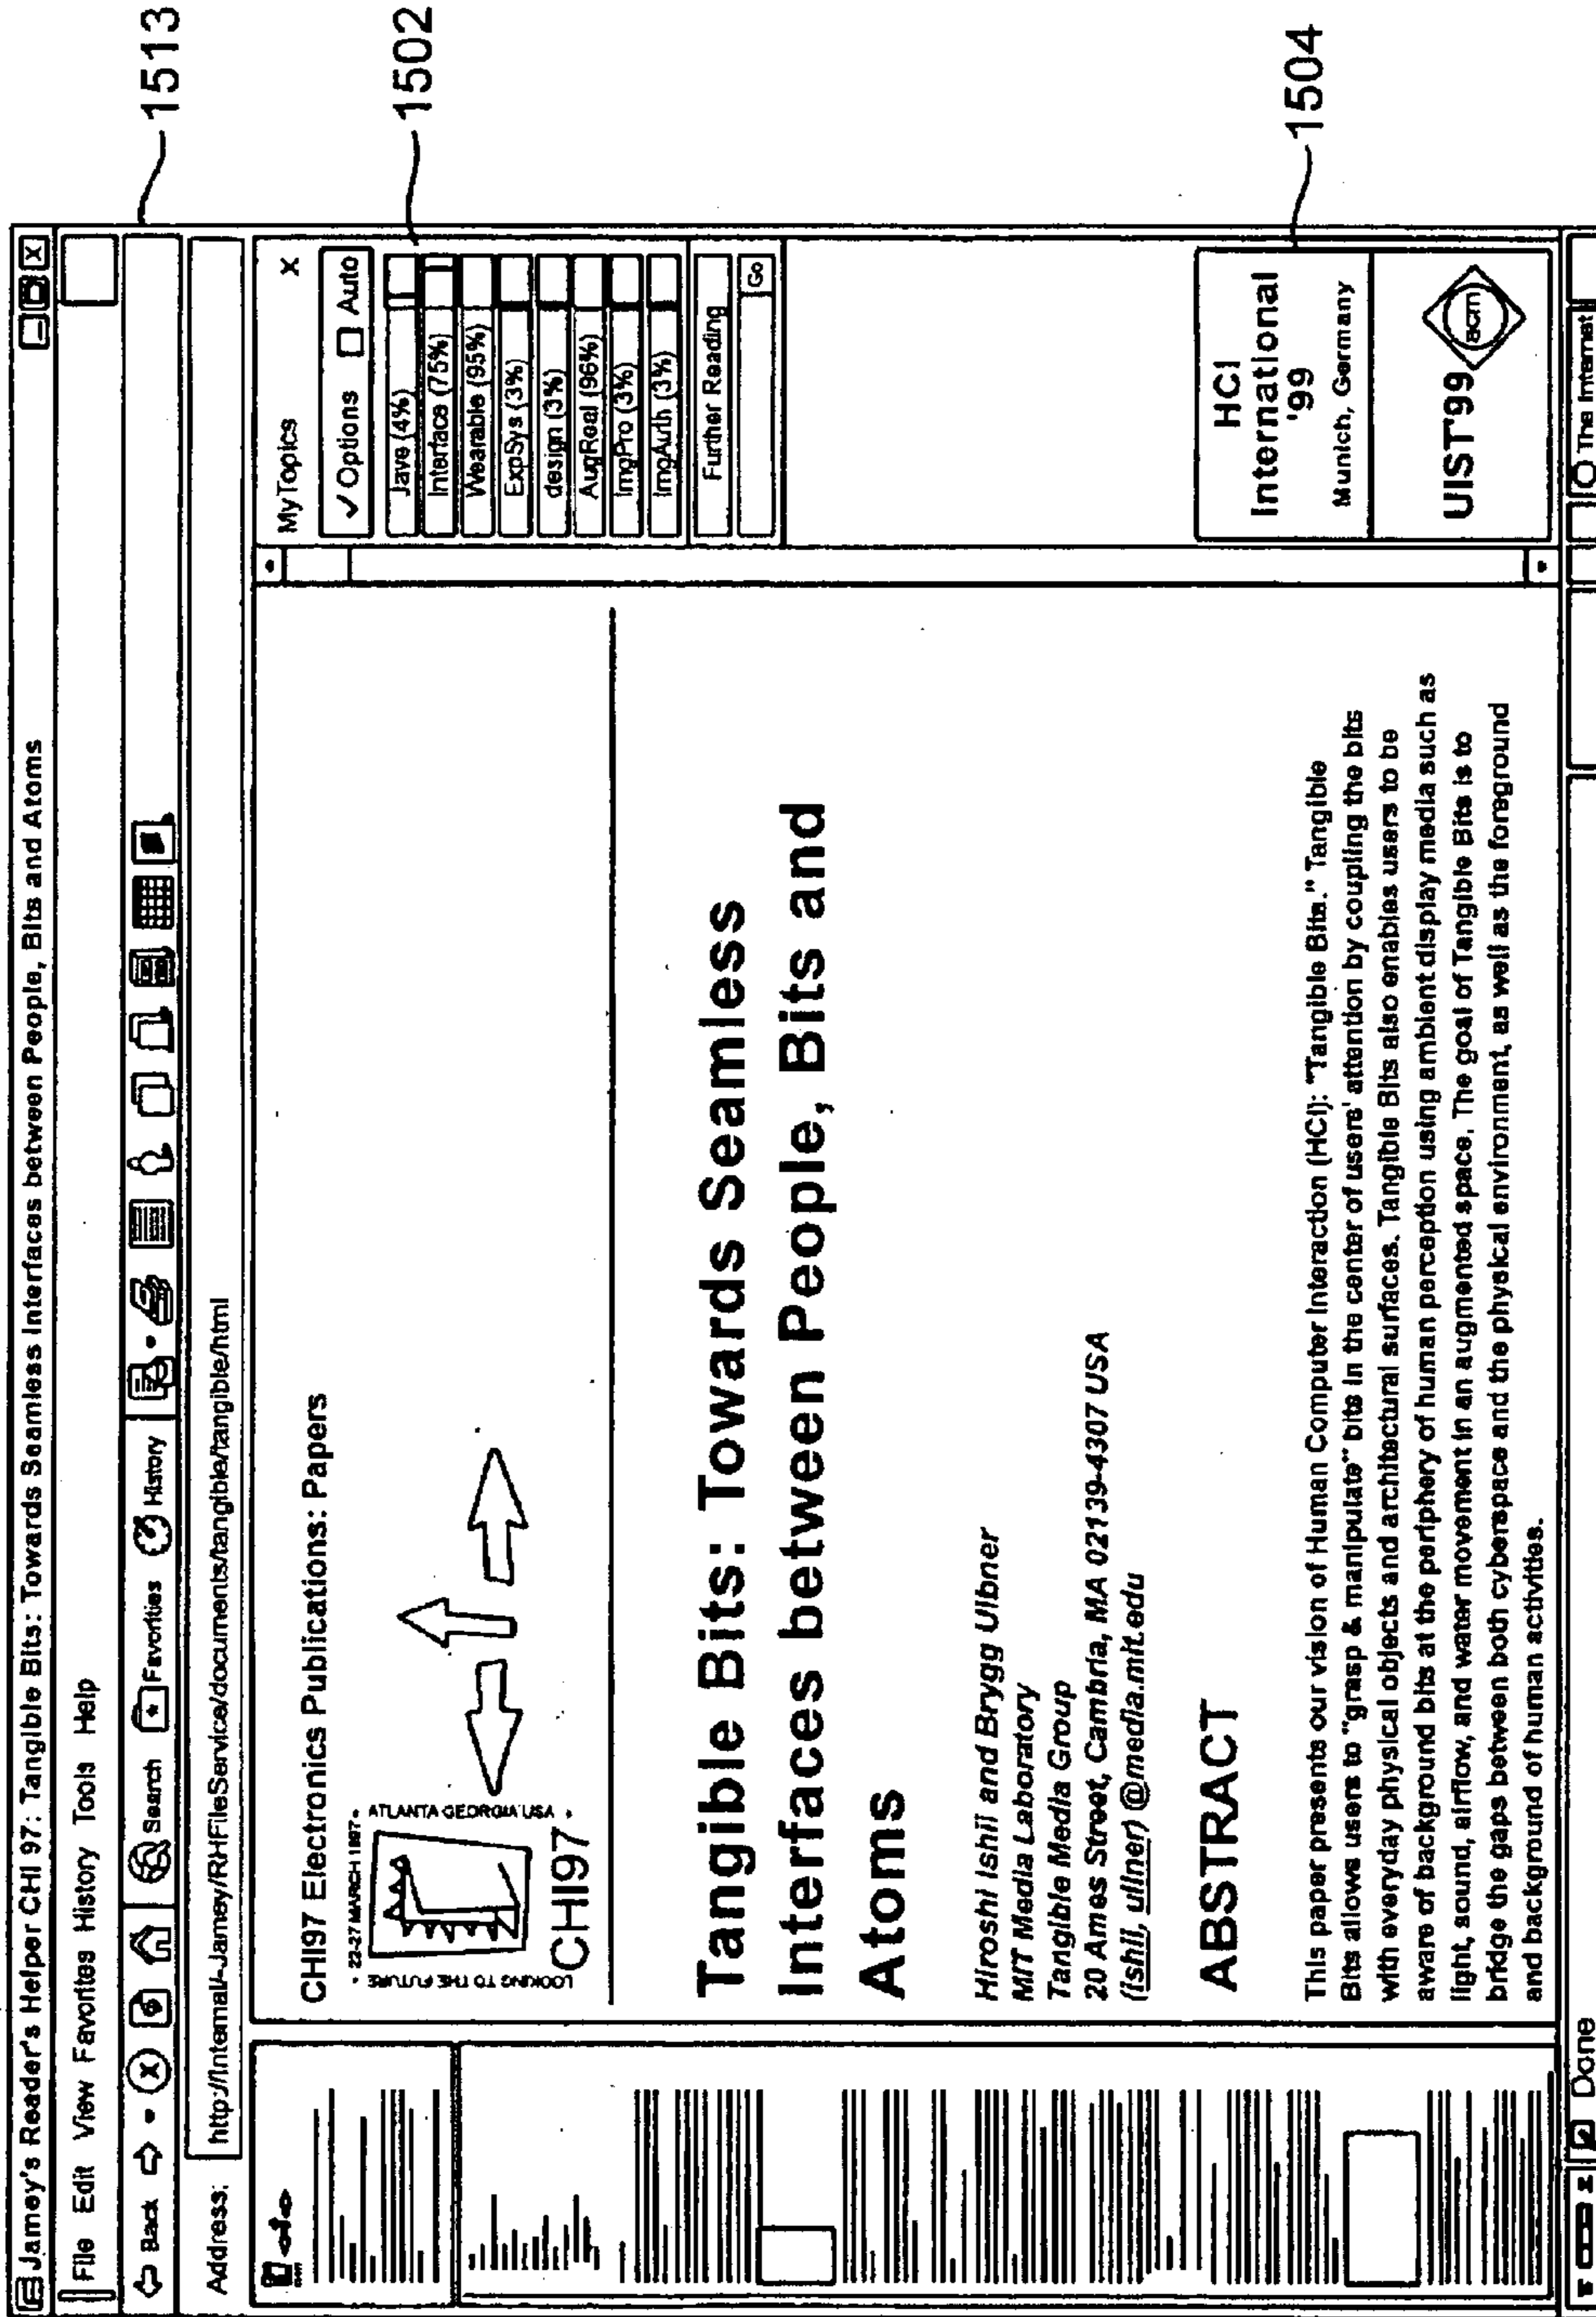 Jamey's Reader's Helper CHI 97: Tangible Bits: Towards Seamless Interfaces between People, Bits and Atoms
File Edit View Favorites History Tools Help
Back Search Favorities History
1513
Address: http://Internal/~Jamey/RHFileService/documents/tangible/tangible/html
CHI97 Electronics Publications: Papers
• 22-27 MARCH 1997 •
ATLANTA GEORGIA USA •
LOOKING TO THE FUTURE
CHI97
Tangible Bits: Towards Seamless
Interfaces between People, Bits and
Atoms
Hiroshi Ishii and Brygg Ulbner
MIT Media Laboratory
Tangible Media Group
20 Ames Street, Cambria, MA 02139-4307 USA
(ishii, ullner) @media.mit.edu
ABSTRACT
This paper presents our vision of Human Computer Interaction (HCI): "Tangible Bits." Tangible
Bits allows users to "grasp & manipulate" bits in the center of users' attention by coupling the bits
with everyday physical objects and architectural surfaces. Tangible Bits also enables users to be
aware of background bits at the periphery of human perception using ambient display media such as
light, sound, airflow, and water movement in an augmented space. The goal of Tangible Bits is to
bridge the gaps between both cyberspace and the physical environment, as well as the foreground
and background of human activities.
MyTopics X
✓ Options Auto
Jave (4%)
Interface (75%)
Wearable (95%)
ExpSys (3%)
design (3%)
AugReal (96%)
ImgPro (3%)
ImgAuth (3%)
Further Reading
Go
1502
HCI
International
'99
Munich, Germany
UIST'99
acm
1504
Done
The Internet